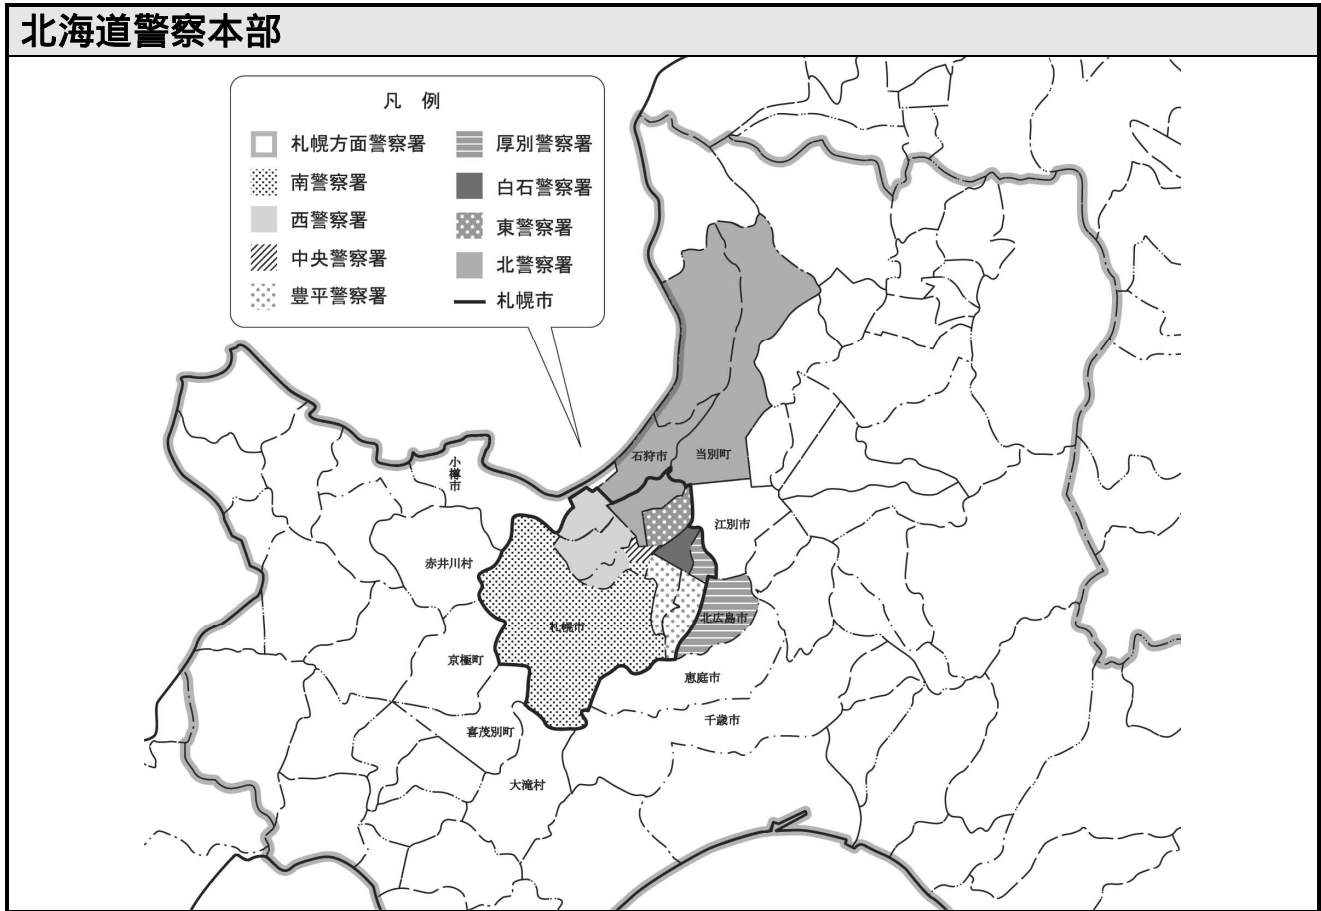 北海道警察本部
凡 例
札幌方面警察署
南警察署
西警察署
中央警察署
豊平警察署
厚別警察署
白石警察署
東警察署
北警察署
札幌市
石狩市
当別町
小樽市
江別市
赤井川村
北広島市
札幌市
京極町
恵庭市
千歳市
喜茂別町
大滝村